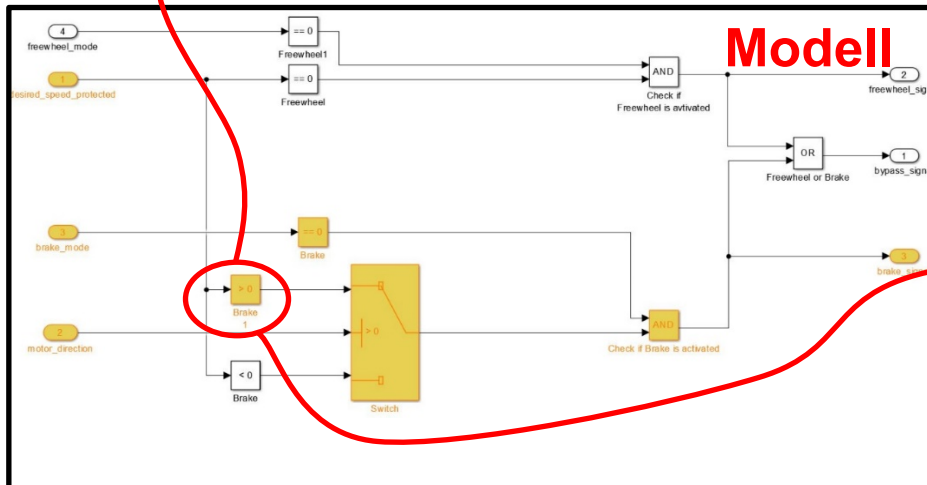 4
freewheel_mode
== 0
Freewheel1
Modell
1
desired_speed_protected
== 0
Freewheel
AND
Check if
Freewheel is avtivated
2
freewheel_sig
OR
Freewheel or Brake
1
bypass_sign
3
brake_mode
== 0
Brake
3
brake_sign
> 0
Brake
1
2
motor_direction
> 0
AND
Check if Brake is activated
< 0
Brake
Switch